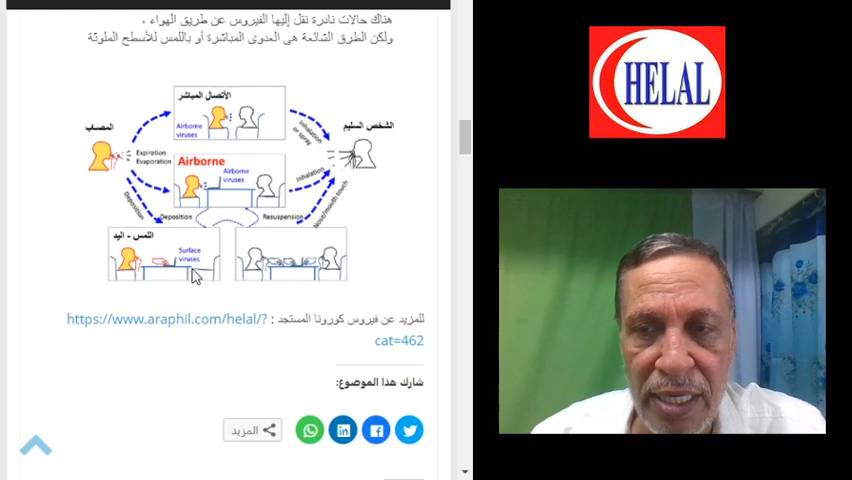 هناك حالات نادرة نقل إليها الفيروس عن طريق الهواء ،
ولكن الطرق الشائعة هى العدوى المباشرة أو باللمس للأسطح الملوثة
الأتصال المباشر
Airborne
viruses
المصاب
الشخص السليم
Expiration
Evaporation
Inhalation
or spray
Airborne
Airborne
viruses
Inhalation
Deposition
Deposition
Resuspension
Nose/mouth touch
اللمس - اليد
Surface
viruses
للمزيد عن فيروس كورونا المستجد : https://www.araphil.com/helal/?
cat=462
شارك هذا الموضوع:
المزيد
HELAL